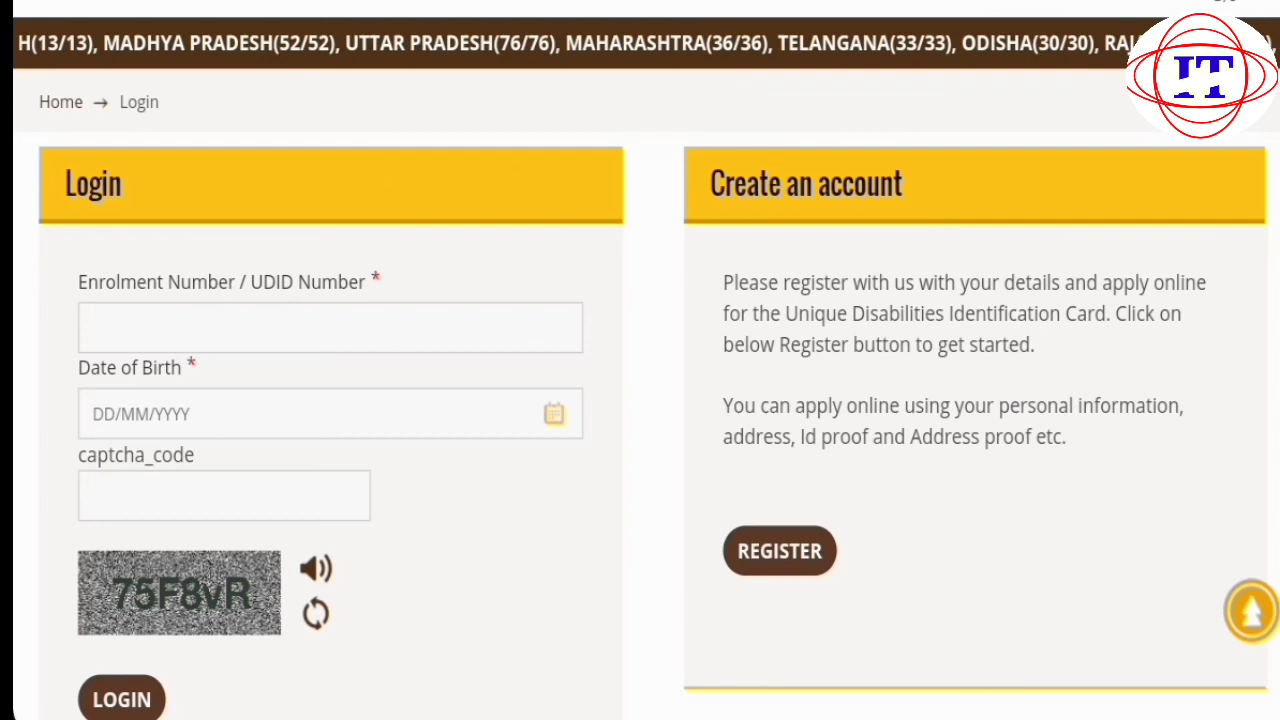 H(13/13), MADHYA PRADESH(52/52), UTTAR PRADESH(76/76), MAHARASHTRA(36/36), TELANGANA(33/33), ODISHA(30/30),
IT
Home → Login
Login
Create an account
Enrolment Number / UDID Number *
Date of Birth *
DD/MM/YYYY
captcha_code
75F8vR
LOGIN
Please register with us with your details and apply online
for the Unique Disabilities Identification Card. Click on
below Register button to get started.
You can apply online using your personal information,
address, Id proof and Address proof etc.
REGISTER